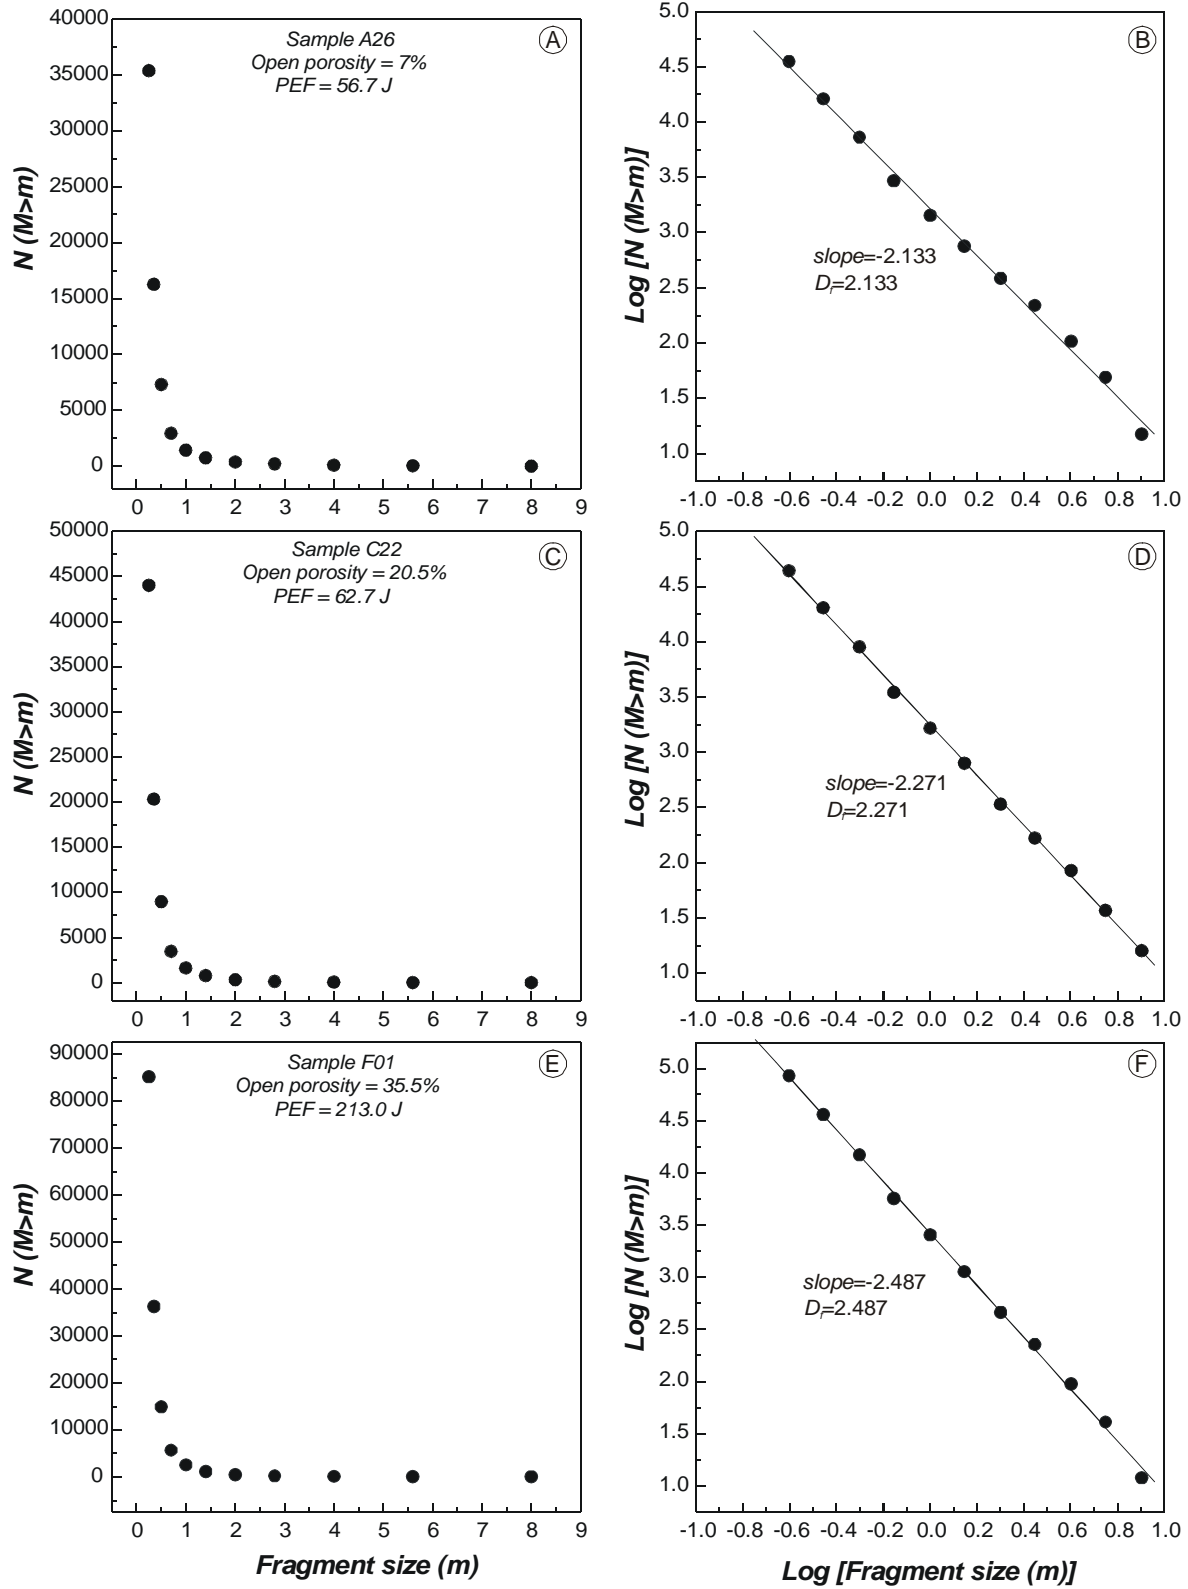 40000
35000
30000
25000
20000
15000
10000
5000
0
N (M>m)
Sample A26
Open porosity = 7%
PEF = 56.7 J
A
0 1 2 3 4 5 6 7 8 9
5.0
4.5
4.0
3.5
3.0
2.5
2.0
1.5
1.0
Log [N (M>m)]
B
slope=-2.133
Df=2.133
-1.0 -0.8 -0.6 -0.4 -0.2 0.0 0.2 0.4 0.6 0.8 1.0
50000
45000
40000
35000
30000
25000
20000
15000
10000
5000
0
N (M>m)
Sample C22
Open porosity = 20.5%
PEF = 62.7 J
C
0 1 2 3 4 5 6 7 8 9
5.0
4.5
4.0
3.5
3.0
2.5
2.0
1.5
1.0
Log [N (M>m)]
D
slope=-2.271
Df=2.271
-1.0 -0.8 -0.6 -0.4 -0.2 0.0 0.2 0.4 0.6 0.8 1.0
90000
80000
70000
60000
50000
40000
30000
20000
10000
0
N (M>m)
Sample F01
Open porosity = 35.5%
PEF = 213.0 J
E
0 1 2 3 4 5 6 7 8 9
Fragment size (m)
5.0
4.5
4.0
3.5
3.0
2.5
2.0
1.5
1.0
Log [N (M>m)]
F
slope=-2.487
Df=2.487
-1.0 -0.8 -0.6 -0.4 -0.2 0.0 0.2 0.4 0.6 0.8 1.0
Log [Fragment size (m)]